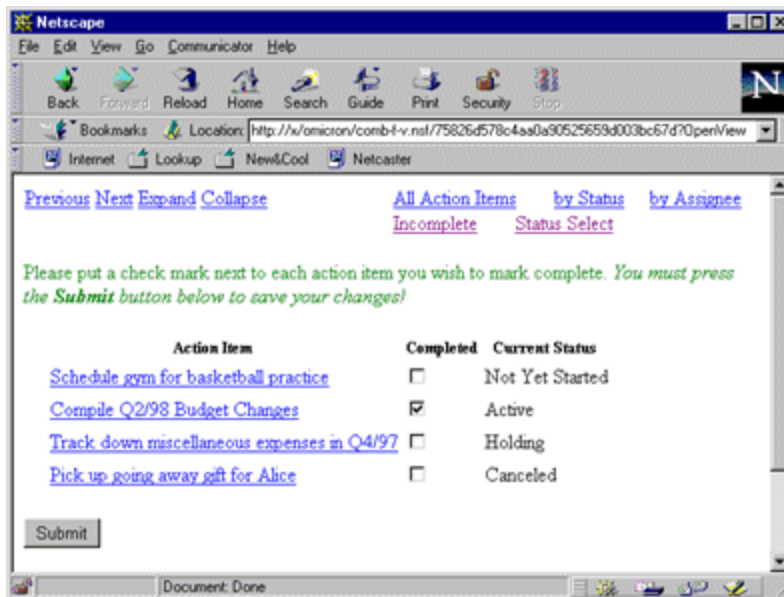 Netscape
File Edit View Go Communicator Help
Back Forward Reload Home Search Guide Print Security Stop
N
Bookmarks Location: http://x/omicron/comb-f-v.nsf/75826d578c4aa0a90525659d003bc67d?OpenView
Internet Lookup New&Cool Netcaster
Previous Next Expand Collapse All Action Items by Status by Assignee
Incomplete Status Select
Please put a check mark next to each action item you wish to mark complete. You must press
the Submit button below to save your changes!
Action Item Completed Current Status
Schedule gym for basketball practice Not Yet Started
Compile Q2/98 Budget Changes Active
Track down miscellaneous expenses in Q4/97 Holding
Pick up going away gift for Alice Canceled
Submit
Document: Done